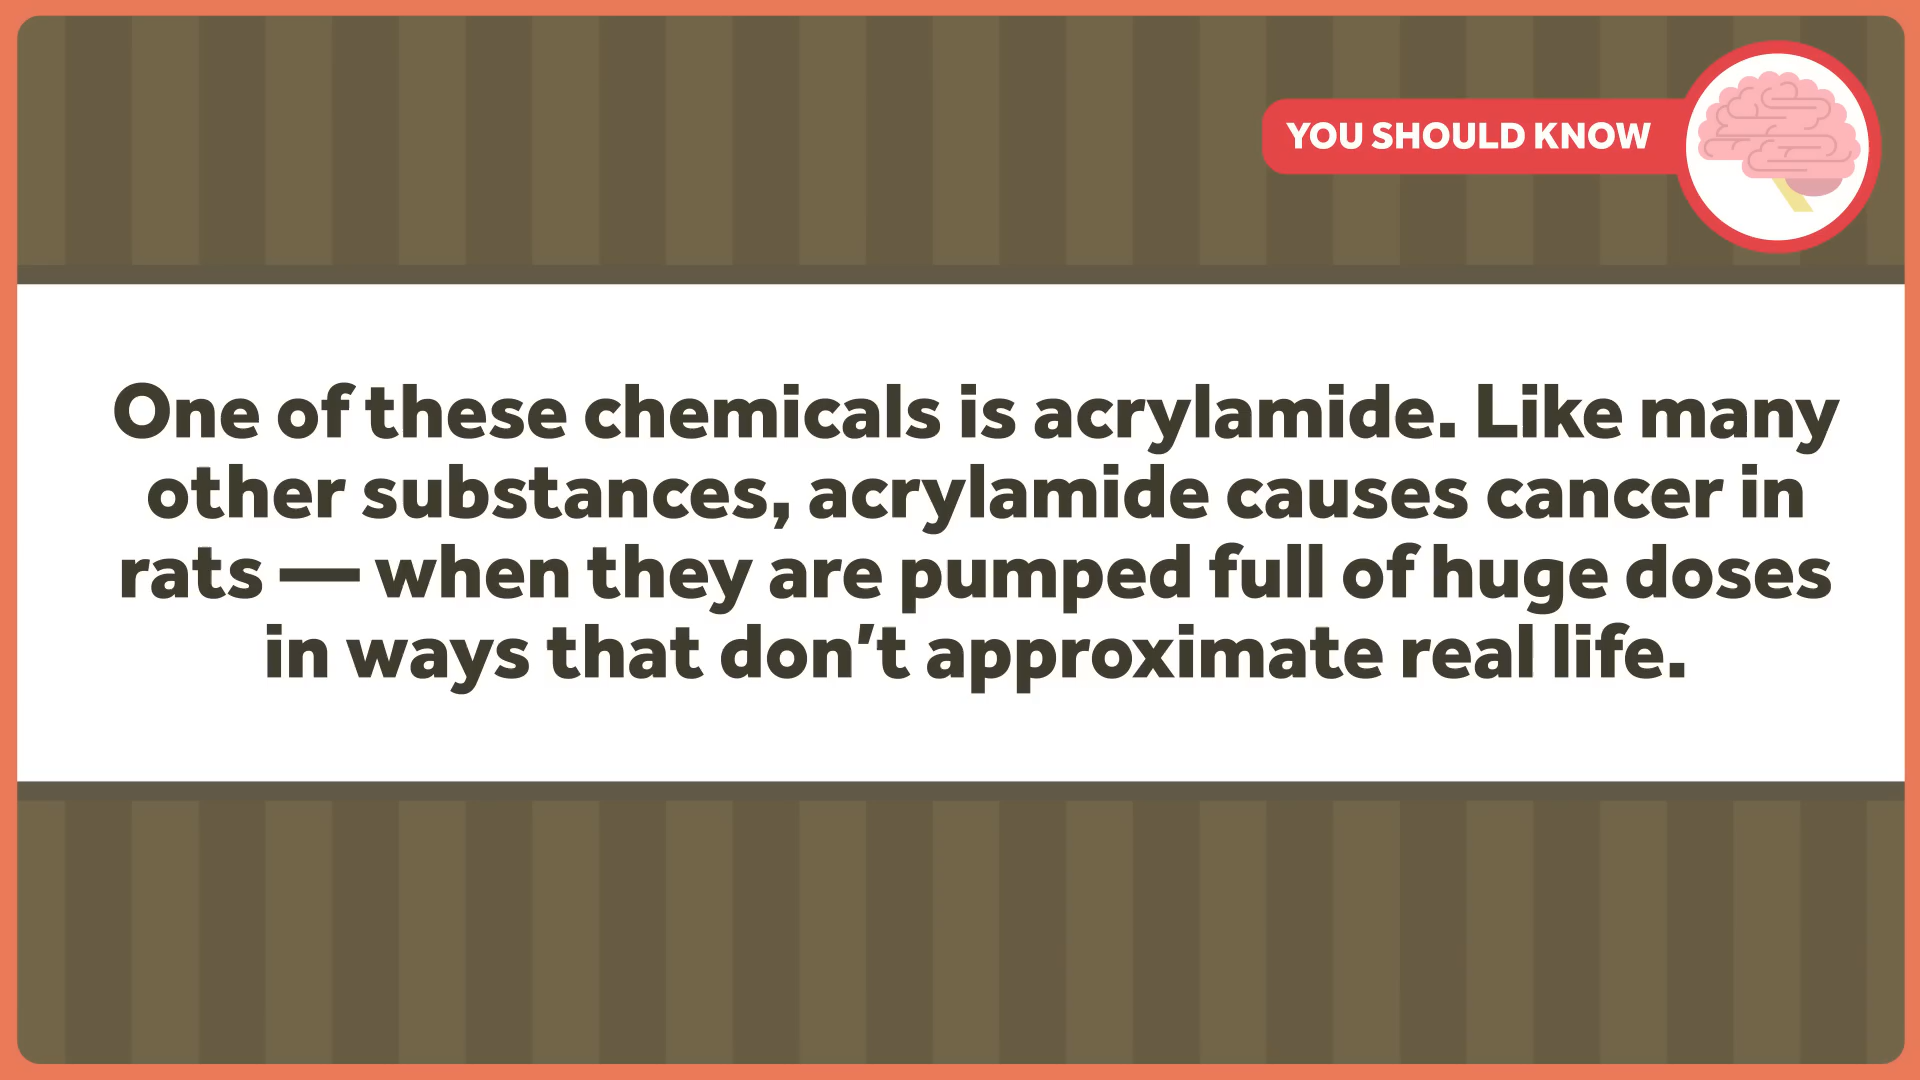 YOU SHOULD KNOW
One of these chemicals is acrylamide. Like many
other substances, acrylamide causes cancer in
rats — when they are pumped full of huge doses
in ways that don’t approximate real life.